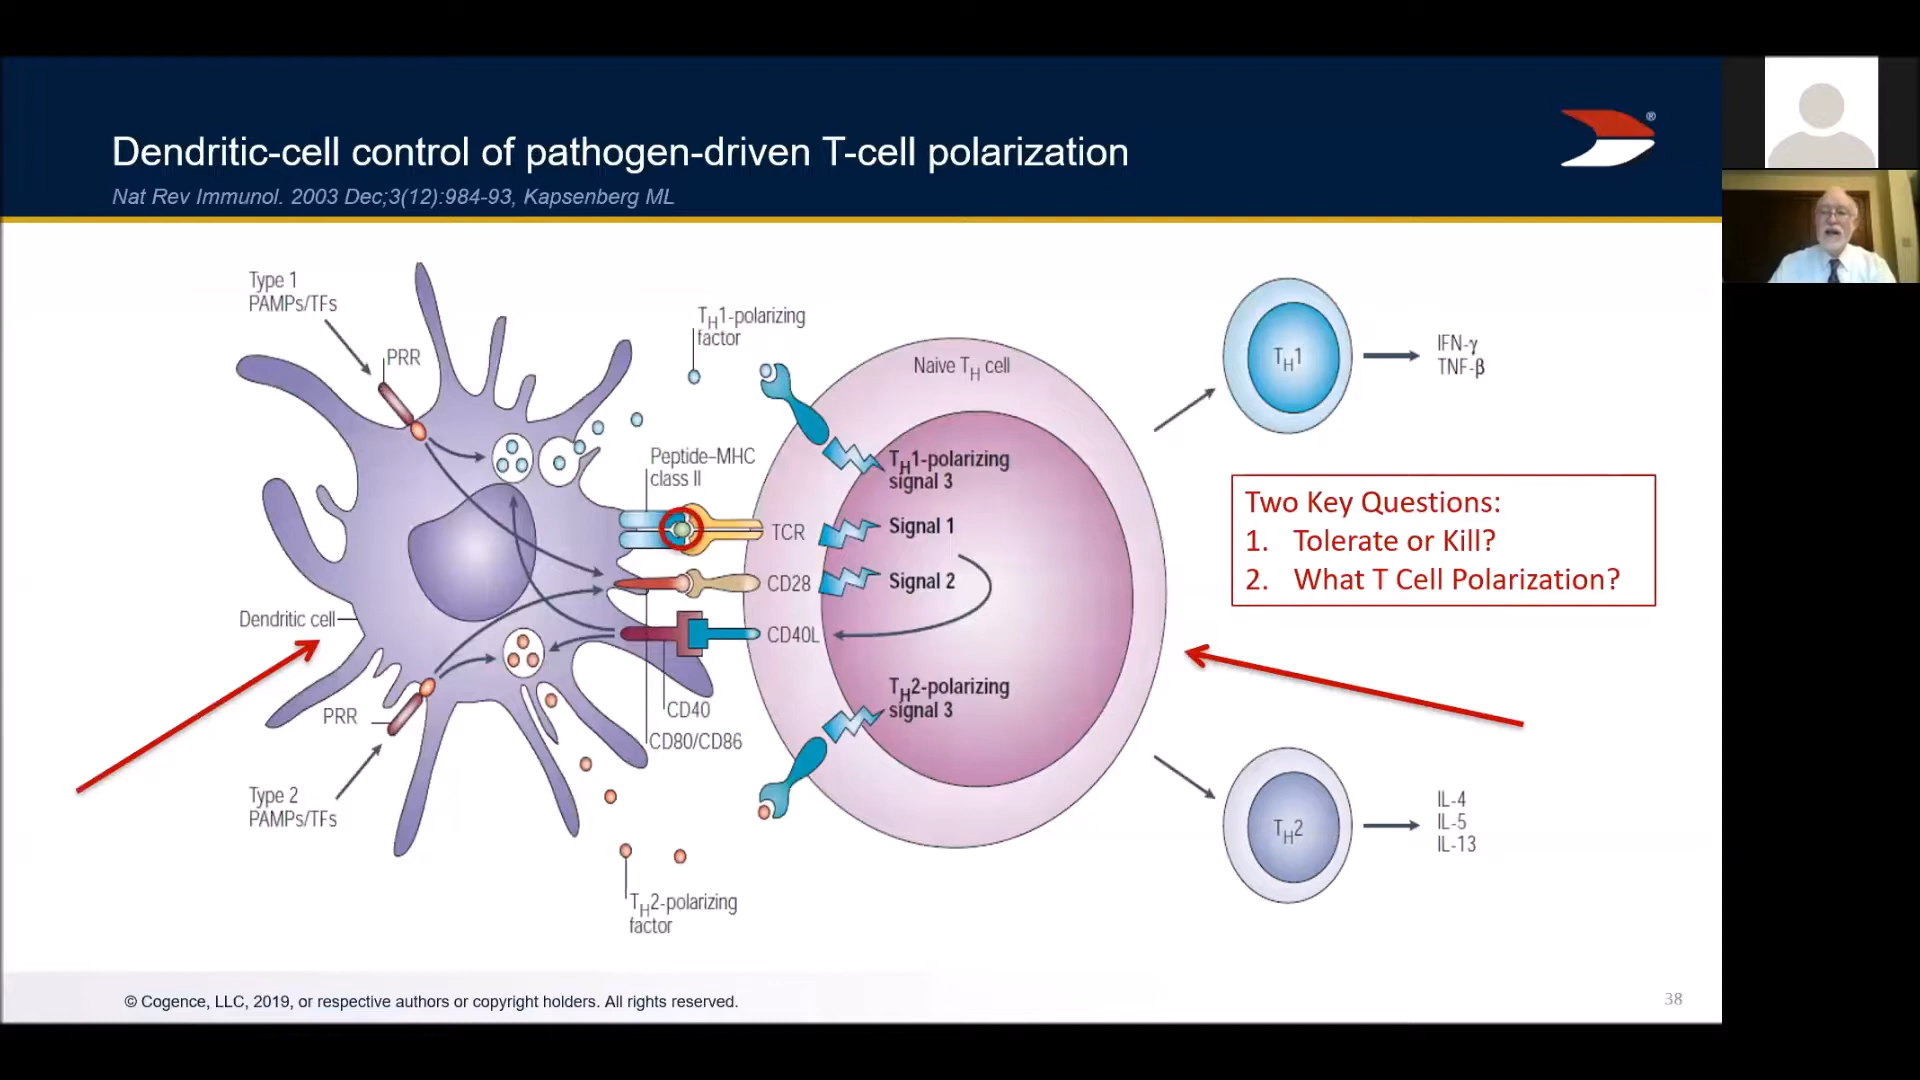 Dendritic-cell control of pathogen-driven T-cell polarization
Nat Rev Immunol. 2003 Dec;3(12):984-93, Kapsenberg ML
®
Type 1
PAMPs/TFs
PRR
TH1-polarizing
factor
Peptide–MHC
class II
Naive TH cell
TH1-polarizing
signal 3
TCR
Signal 1
CD28
Signal 2
CD40L
TH2-polarizing
signal 3
CD40
CD80/CD86
Dendritic cell
PRR
Type 2
PAMPs/TFs
TH2-polarizing
factor
TH1
IFN-γ
TNF-β
Two Key Questions:
1. Tolerate or Kill?
2. What T Cell Polarization?
TH2
IL-4
IL-5
IL-13
© Cogence, LLC, 2019, or respective authors or copyright holders. All rights reserved.
38